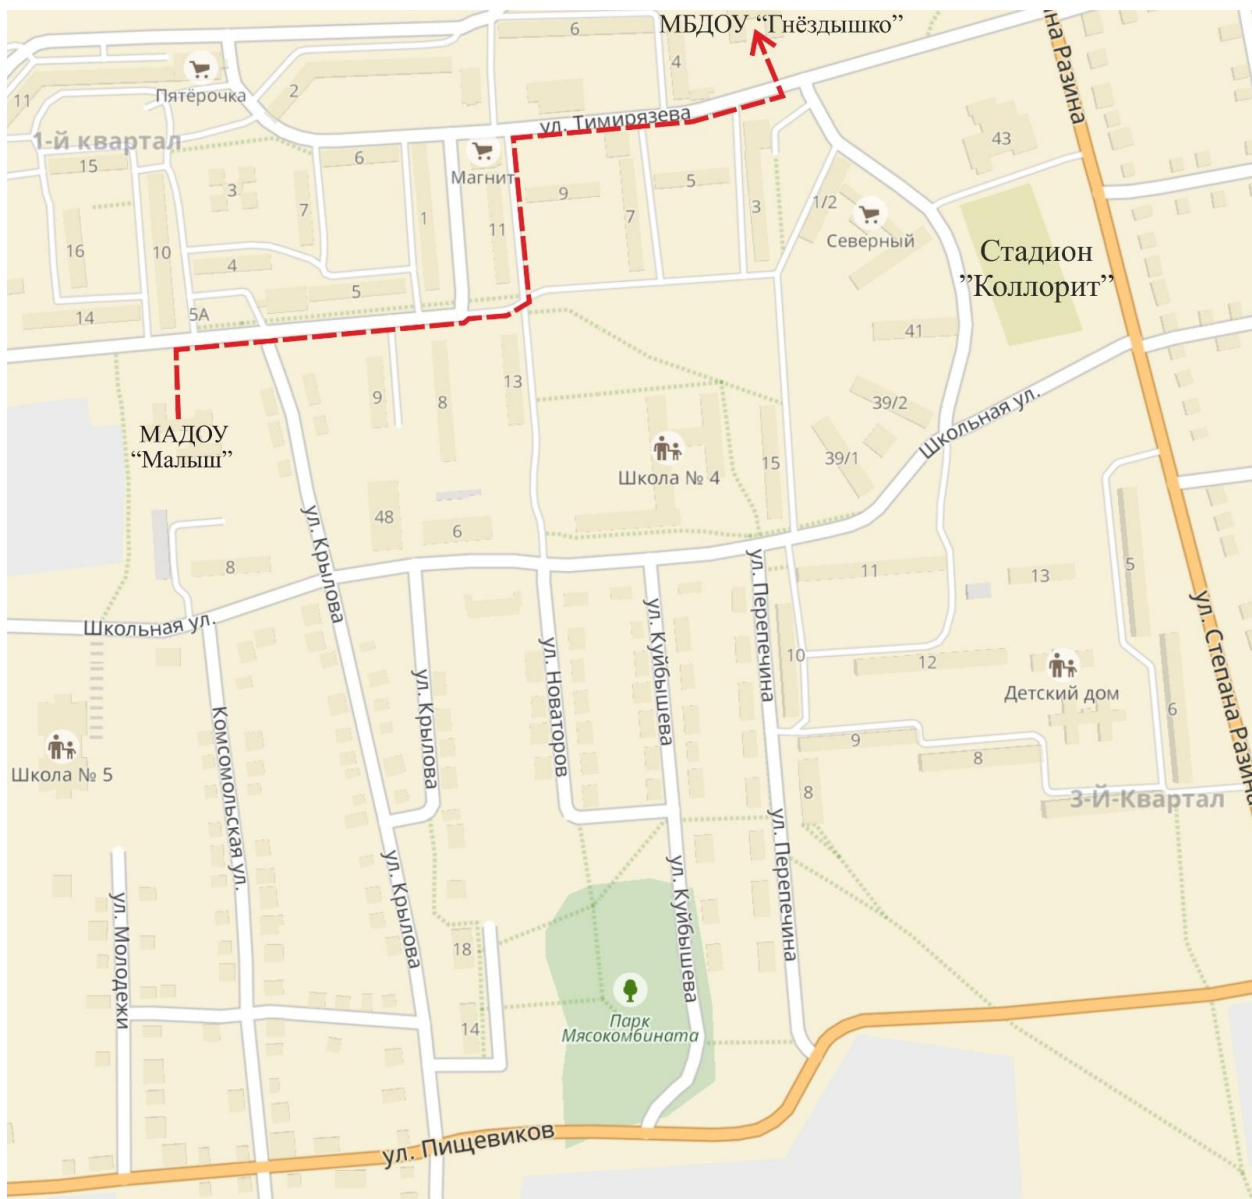 МБДОУ “Гнёздышко”
на Разина
6
4
Пятёрочка
2
11
ул. Тимирязева
1-й квартал
43
15
6
Магнит
3
9
5
1/2
7
1
11
7
3
Северный
16
10
4
Стадион
”Коллорит”
5
14
5А
41
9
8
13
39/2
Школьная ул.
МАДОУ
“Малыш”
Школа № 4
15
39/1
48
6
ул. Крылова
8
11
13
5
ул. Перепечина
ул. Куйбышева
ул. Степана Разина
Школьная ул.
ул. Новаторов
10
12
Детский дом
ул. Крылова
6
Комсомольская ул.
Школа № 5
9
8
8
3-Й-Квартал
ул. Перепечина
ул. Крылова
ул. Куйбышева
ул. Молодежи
18
14
Парк
Мясокомбината
ул. Пищевиков